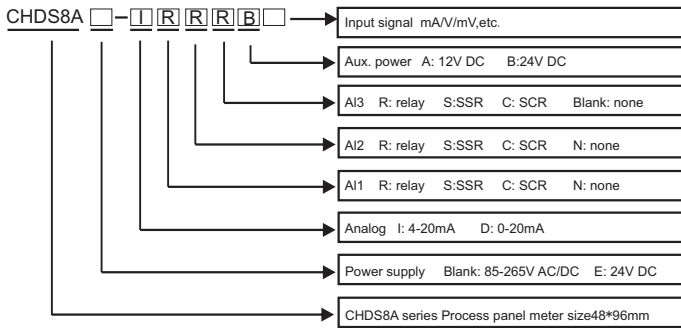 CHDS8A - I R R R B
Input signal mA/V/mV,etc.
Aux. power A: 12V DC B:24V DC
AI3 R: relay S:SSR C: SCR Blank: none
AI2 R: relay S:SSR C: SCR N: none
AI1 R: relay S:SSR C: SCR N: none
Analog I: 4-20mA D: 0-20mA
Power supply Blank: 85-265V AC/DC E: 24V DC
CHDS8A series Process panel meter size48*96mm